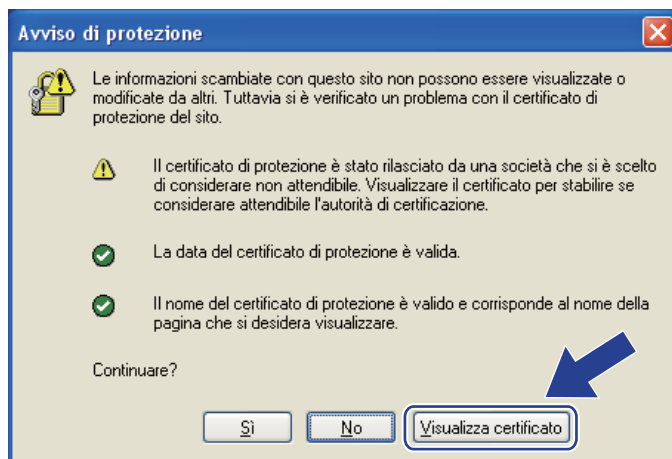 Avviso di protezione
Le informazioni scambiate con questo sito non possono essere visualizzate o
modificate da altri. Tuttavia si è verificato un problema con il certificato di
protezione del sito.
Il certificato di protezione è stato rilasciato da una società che si è scelto
di considerare non attendibile. Visualizzare il certificato per stabilire se
considerare attendibile l'autorità di certificazione.
La data del certificato di protezione è valida.
Il nome del certificato di protezione è valido e corrisponde al nome della
pagina che si desidera visualizzare.
Continuare?
Sì No Visualizza certificato